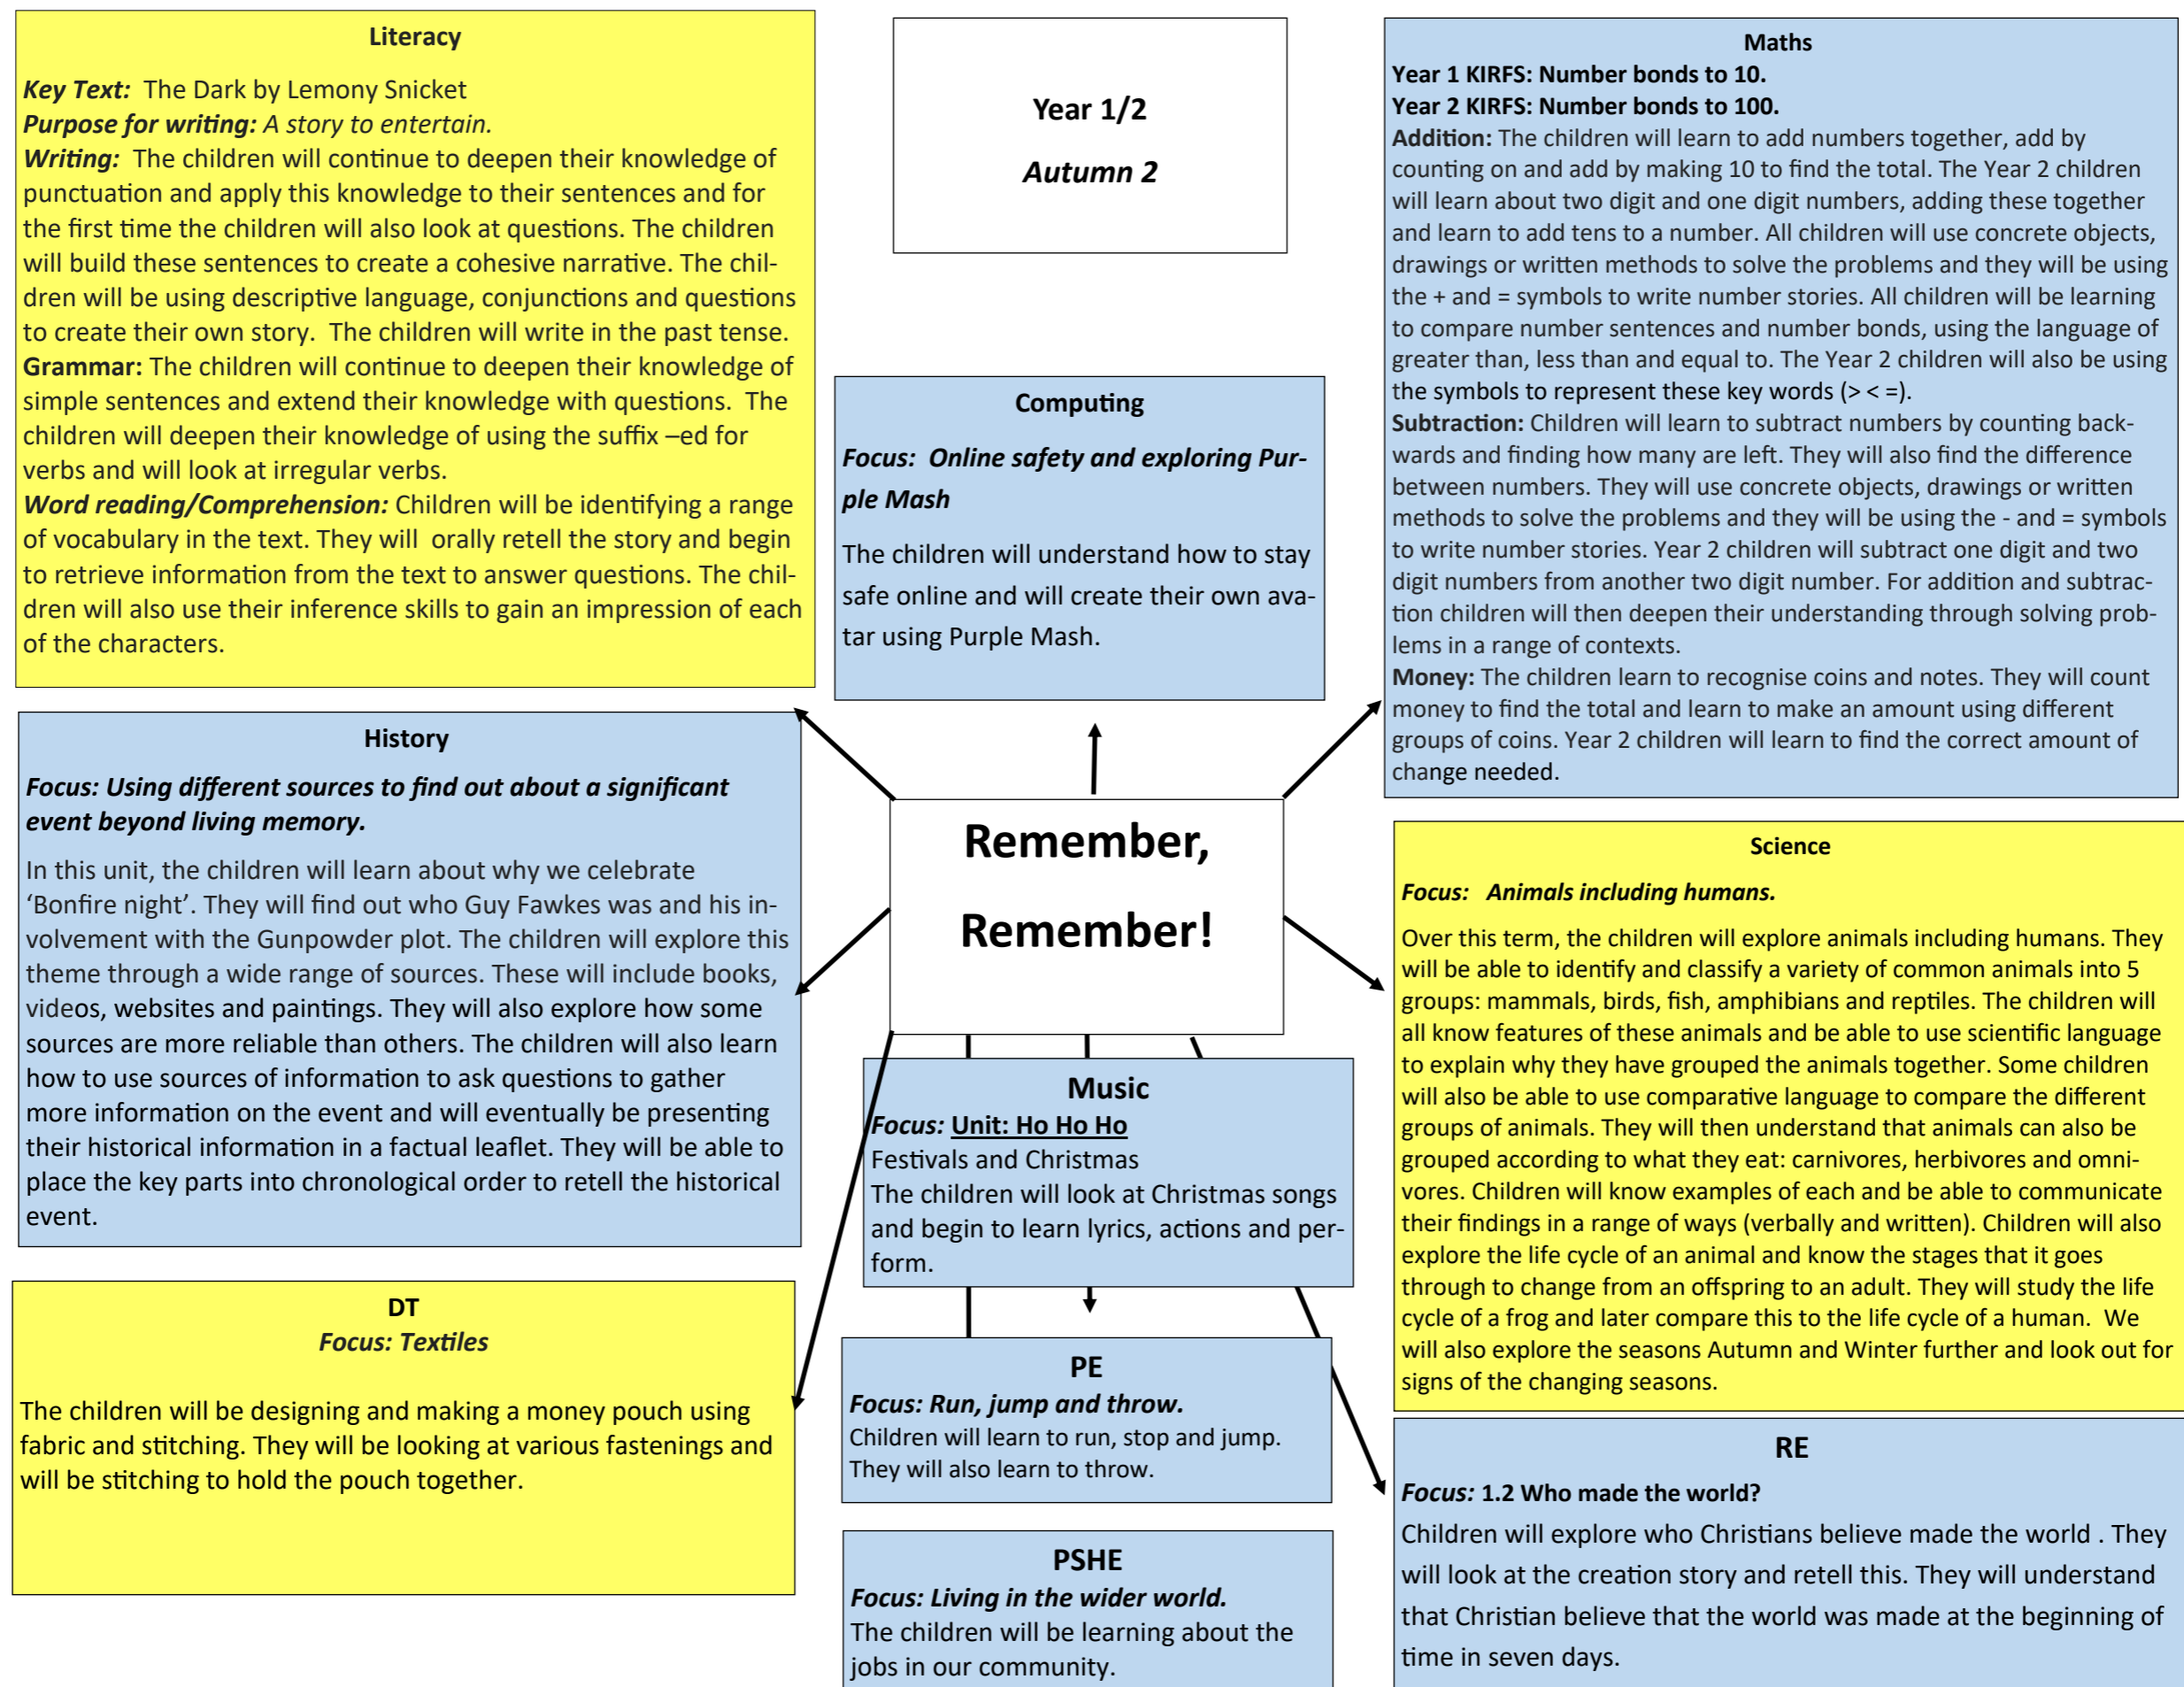 Literacy
Key Text:  The Dark by Lemony Snicket
Purpose for writing: A story to entertain.
Writing:  The children will continue to deepen their knowledge of
punctuation and apply this knowledge to their sentences and for
the first time the children will also look at questions. The children
will build these sentences to create a cohesive narrative. The chil-
dren will be using descriptive language, conjunctions and questions
to create their own story.  The children will write in the past tense.
Grammar: The children will continue to deepen their knowledge of
simple sentences and extend their knowledge with questions.  The
children will deepen their knowledge of using the suffix –ed for
verbs and will look at irregular verbs.
Word reading/Comprehension: Children will be identifying a range
of vocabulary in the text. They will  orally retell the story and begin
to retrieve information from the text to answer questions. The chil-
dren will also use their inference skills to gain an impression of each
of the characters.
Year 1/2
Autumn 2
Maths
Year 1 KIRFS: Number bonds to 10.
Year 2 KIRFS: Number bonds to 100.
Addition: The children will learn to add numbers together, add by
counting on and add by making 10 to find the total. The Year 2 children
will learn about two digit and one digit numbers, adding these together
and learn to add tens to a number. All children will use concrete objects,
drawings or written methods to solve the problems and they will be using
the + and = symbols to write number stories. All children will be learning
to compare number sentences and number bonds, using the language of
greater than, less than and equal to. The Year 2 children will also be using
the symbols to represent these key words (> < =).
Subtraction: Children will learn to subtract numbers by counting back-
wards and finding how many are left. They will also find the difference
between numbers. They will use concrete objects, drawings or written
methods to solve the problems and they will be using the - and = symbols
to write number stories. Year 2 children will subtract one digit and two
digit numbers from another two digit number. For addition and subtrac-
tion children will then deepen their understanding through solving prob-
lems in a range of contexts.
Money: The children learn to recognise coins and notes. They will count
money to find the total and learn to make an amount using different
groups of coins. Year 2 children will learn to find the correct amount of
change needed.
Computing
Focus:  Online safety and exploring Pur-
ple Mash
The children will understand how to stay
safe online and will create their own ava-
tar using Purple Mash.
History
Focus: Using different sources to find out about a significant
event beyond living memory.
In this unit, the children will learn about why we celebrate
‘Bonfire night’. They will find out who Guy Fawkes was and his in-
volvement with the Gunpowder plot. The children will explore this
theme through a wide range of sources. These will include books,
videos, websites and paintings. They will also explore how some
sources are more reliable than others. The children will also learn
how to use sources of information to ask questions to gather
more information on the event and will eventually be presenting
their historical information in a factual leaflet. They will be able to
place the key parts into chronological order to retell the historical
event.
Remember,
Remember!
Science
Focus:   Animals including humans.
Over this term, the children will explore animals including humans. They
will be able to identify and classify a variety of common animals into 5
groups: mammals, birds, fish, amphibians and reptiles. The children will
all know features of these animals and be able to use scientific language
to explain why they have grouped the animals together. Some children
will also be able to use comparative language to compare the different
groups of animals. They will then understand that animals can also be
grouped according to what they eat: carnivores, herbivores and omni-
vores. Children will know examples of each and be able to communicate
their findings in a range of ways (verbally and written). Children will also
explore the life cycle of an animal and know the stages that it goes
through to change from an offspring to an adult. They will study the life
cycle of a frog and later compare this to the life cycle of a human.  We
will also explore the seasons Autumn and Winter further and look out for
signs of the changing seasons.
Music
Focus: Unit: Ho Ho Ho
Festivals and Christmas
The children will look at Christmas songs
and begin to learn lyrics, actions and per-
form.
DT
Focus: Textiles
The children will be designing and making a money pouch using
fabric and stitching. They will be looking at various fastenings and
will be stitching to hold the pouch together.
PE
Focus: Run, jump and throw.
Children will learn to run, stop and jump.
They will also learn to throw.
RE
Focus: 1.2 Who made the world?
Children will explore who Christians believe made the world . They
will look at the creation story and retell this. They will understand
that Christian believe that the world was made at the beginning of
time in seven days.
PSHE
Focus: Living in the wider world.
The children will be learning about the
jobs in our community.